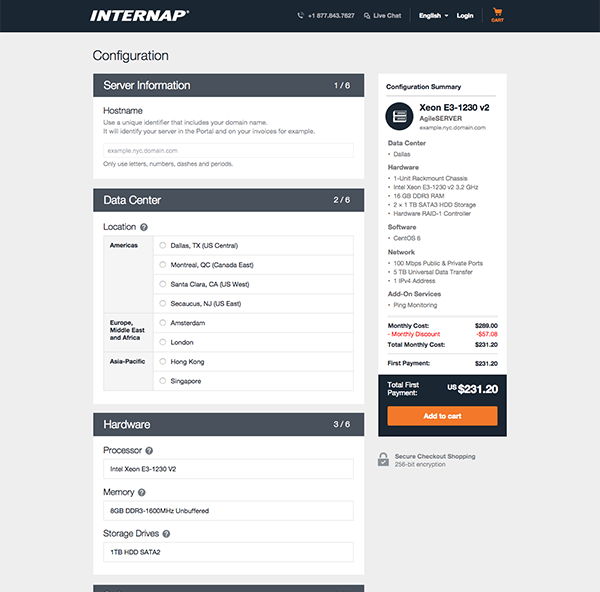 INTERNAP®
+1 877.843.7627 Live Chat English Login CART
Configuration
Server Information 1 / 6
Hostname
Use a unique identifier that includes your domain name.
It will identify your server in the Portal and on your invoices for example.
example.nyc.domain.com
Only use letters, numbers, dashes and periods.
Data Center 2 / 6
Location ?
Americas
Dallas, TX (US Central)
Montreal, QC (Canada East)
Santa Clara, CA (US West)
Secaucus, NJ (US East)
Europe,
Middle East
and Africa
Amsterdam
London
Asia-Pacific
Hong Kong
Singapore
Hardware 3 / 6
Processor ?
Intel Xeon E3-1230 V2
Memory ?
8GB DDR3-1600MHz Unbuffered
Storage Drives ?
1TB HDD SATA2
Configuration Summary
Xeon E3-1230 v2
AgileSERVER
example.nyc.domain.com
Data Center
• Dallas
Hardware
• 1-Unit Rackmount Chassis
• Intel Xeon E3-1230 v2 3.2 GHz
• 16 GB DDR3 RAM
• 2 × 1 TB SATA3 HDD Storage
• Hardware RAID-1 Controller
Software
• CentOS 6
Network
• 100 Mbps Public & Private Ports
• 5 TB Universal Data Transfer
• 1 IPv4 Address
Add-On Services
• Ping Monitoring
Monthly Cost: $289.00
- Monthly Discount -$57.08
Total Monthly Cost: $231.20
First Payment: $231.20
Total First
Payment:
US $231.20
Add to cart
Secure Checkout Shopping
256-bit encryption